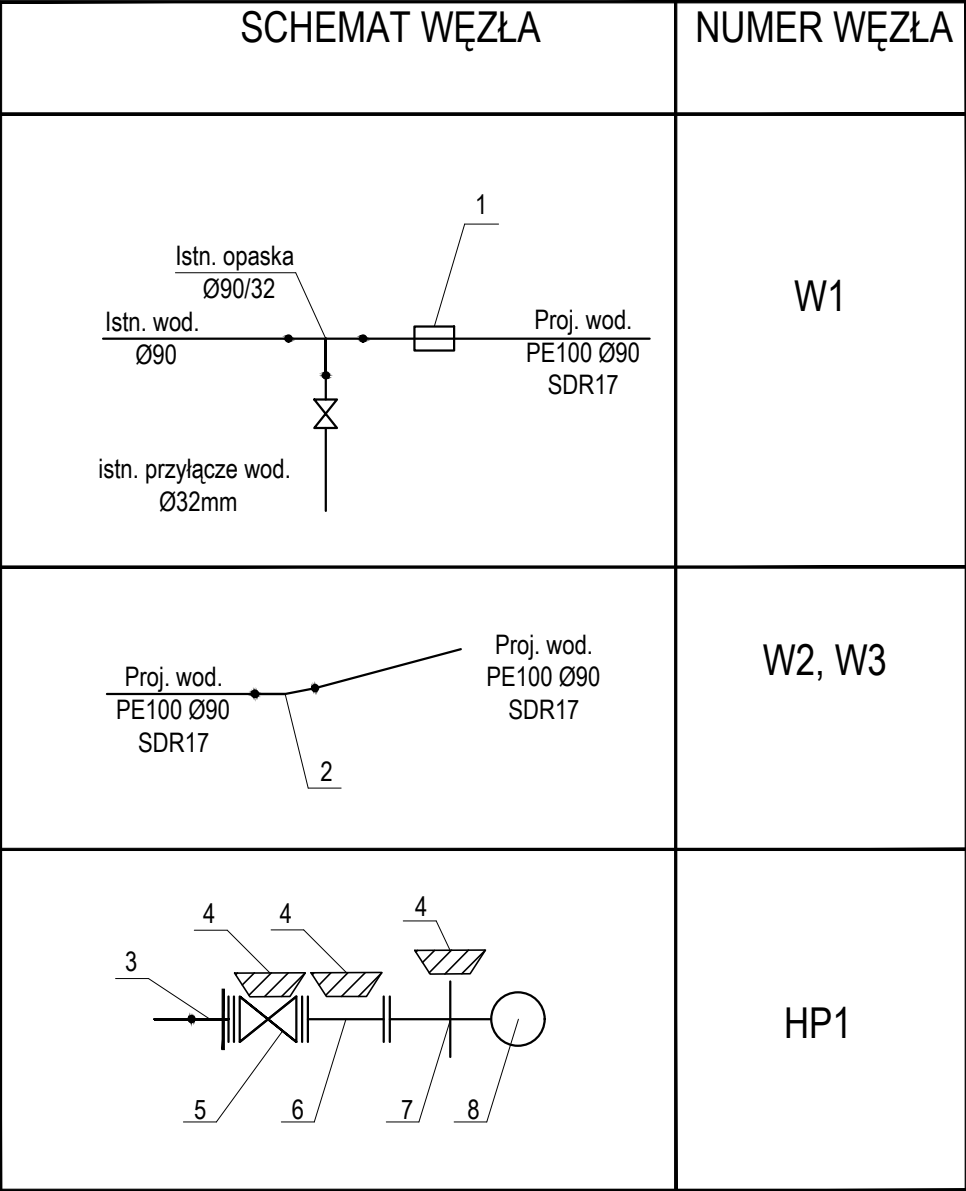 SCHEMAT WĘZŁA
NUMER WĘZŁA
1
Istn. opaska
Ø90/32
Istn. wod.
Ø90
Proj. wod.
PE100 Ø90
SDR17
istn. przyłącze wod.
Ø32mm
W1
Proj. wod.
PE100 Ø90
SDR17
Proj. wod.
PE100 Ø90
SDR17
2
W2, W3
4
4
4
3
5
6
7
8
HP1